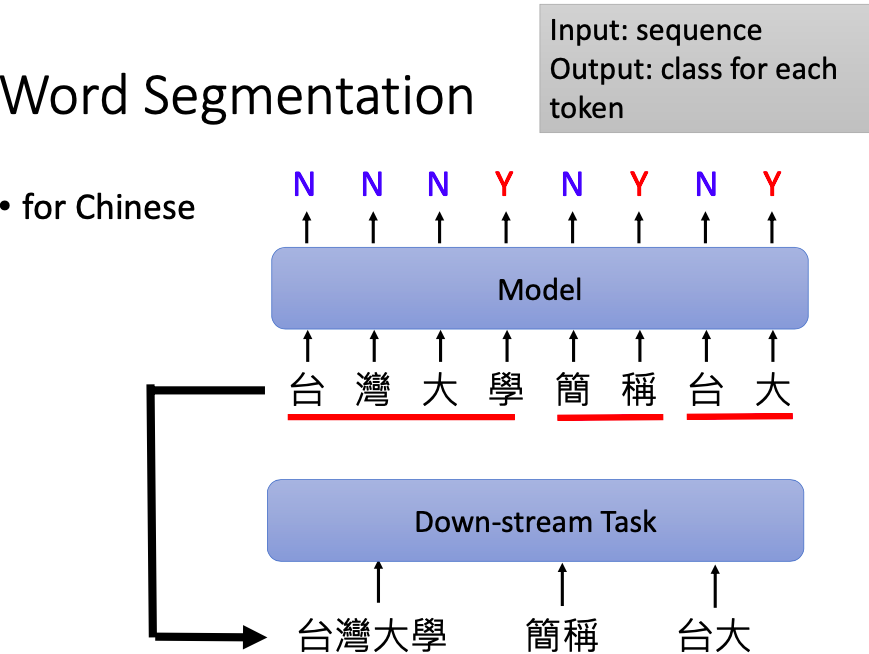 Input: sequence
Output: class for each
token
Word Segmentation
• for Chinese
N N N Y N Y N Y
Model
台 灣 大 學 簡 稱 台 大
Down-stream Task
台灣大學 簡稱 台大